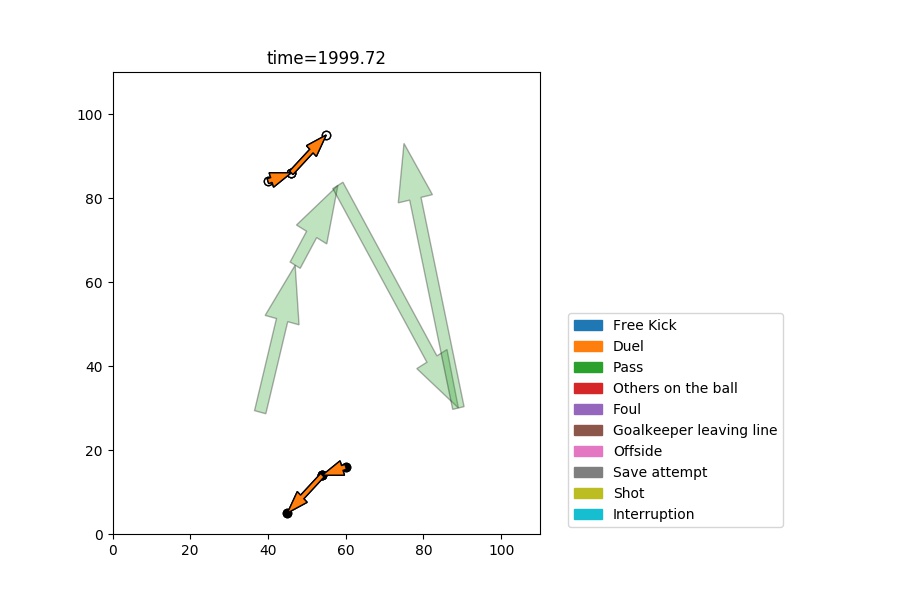 time=1999.72
100
80
60
40
20
0
0 20 40 60 80 100
Free Kick
Duel
Pass
Others on the ball
Foul
Goalkeeper leaving line
Offside
Save attempt
Shot
Interruption